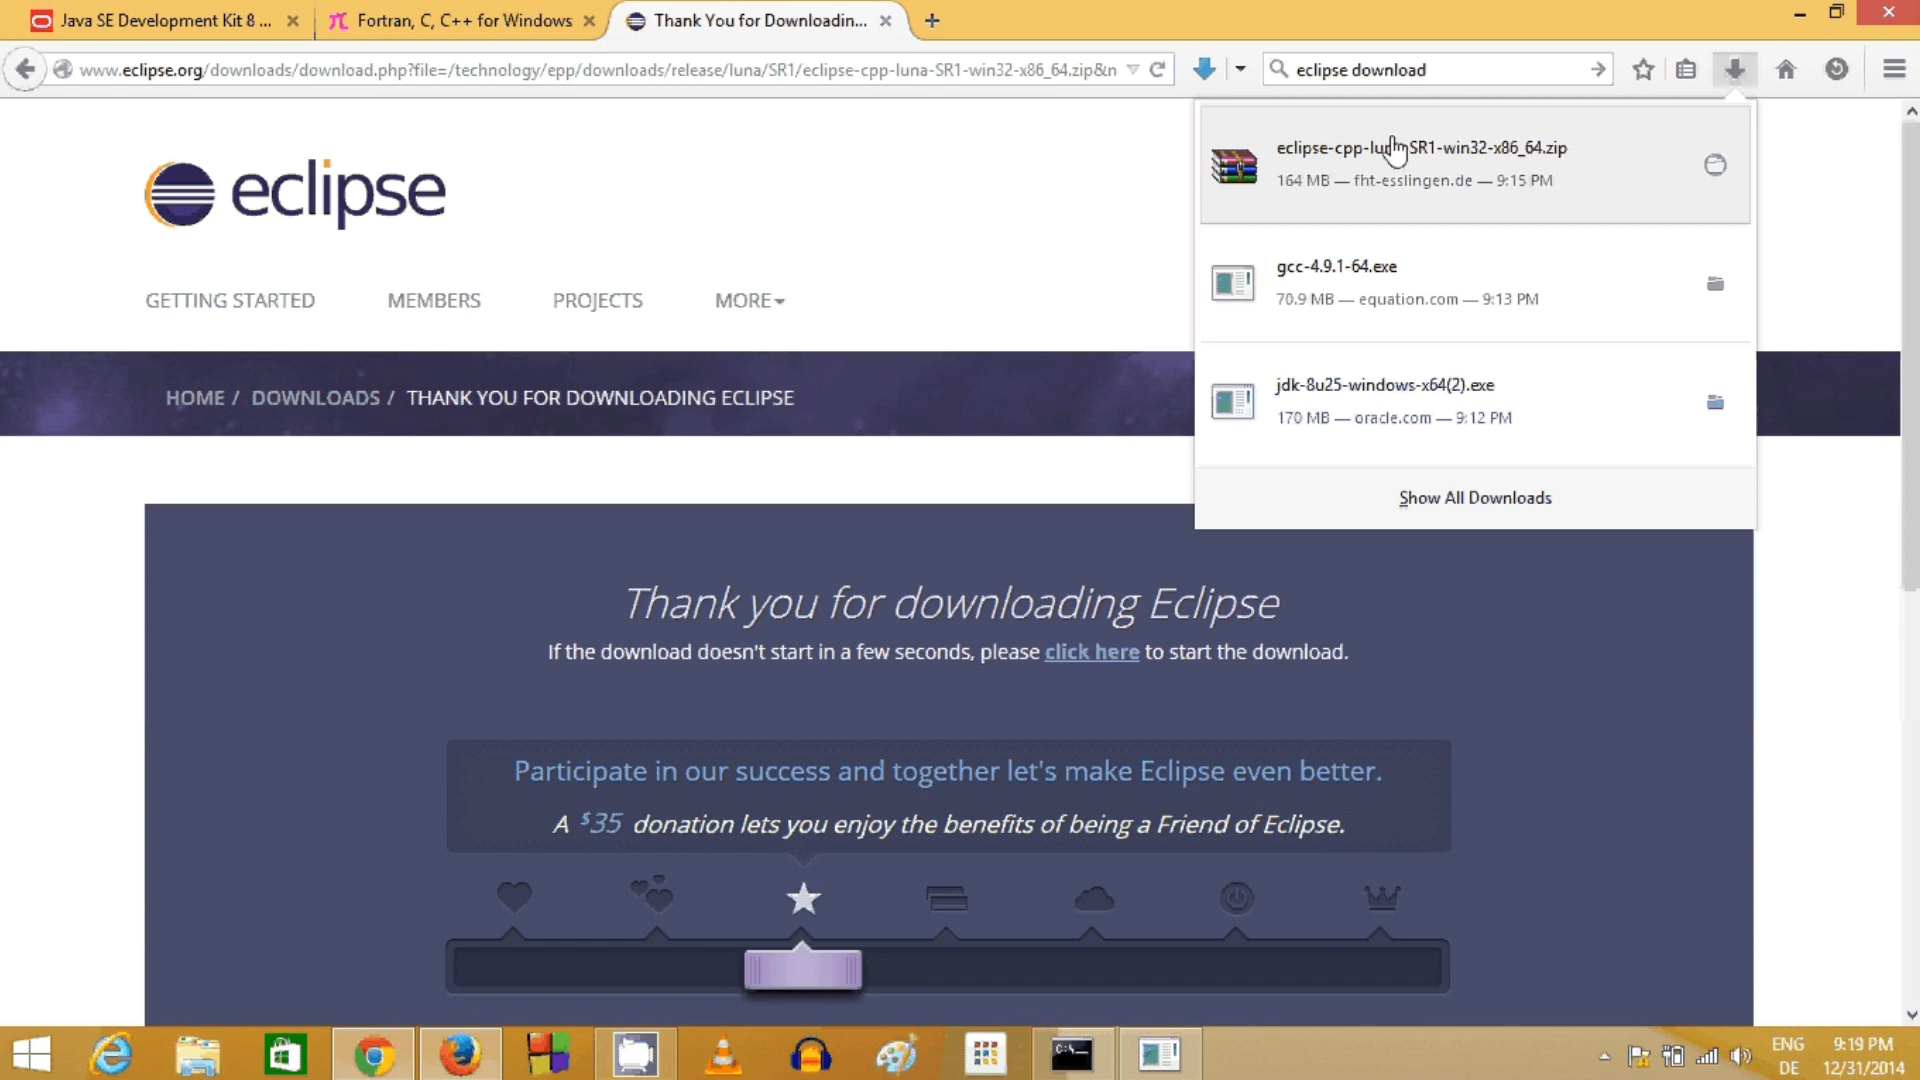 Java SE Development Kit 8 ...
Fortran, C, C++ for Windows
Thank You for Downloadin...
www.eclipse.org/downloads/download.php?file=/technology/epp/downloads/release/luna/SR1/eclipse-cpp-luna-SR1-win32-x86_64.zip&n
eclipse download
eclipse-cpp-luna-SR1-win32-x86_64.zip
164 MB — fht-esslingen.de — 9:15 PM
gcc-4.9.1-64.exe
70.9 MB — equation.com — 9:13 PM
jdk-8u25-windows-x64(2).exe
170 MB — oracle.com — 9:12 PM
Show All Downloads
eclipse
GETTING STARTED
MEMBERS
PROJECTS
MORE
HOME / DOWNLOADS / THANK YOU FOR DOWNLOADING ECLIPSE
Thank you for downloading Eclipse
If the download doesn't start in a few seconds, please click here to start the download.
Participate in our success and together let's make Eclipse even better.
A $35 donation lets you enjoy the benefits of being a Friend of Eclipse.
C:\_
ENG
DE
9:19 PM
12/31/2014